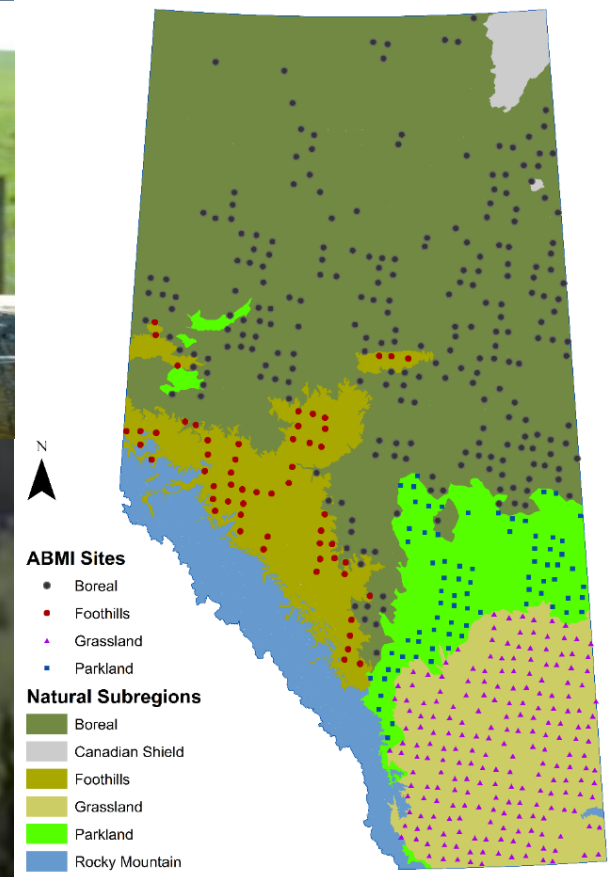 N
ABMI Sites
Boreal
Foothills
Grassland
Parkland
Natural Subregions
Boreal
Canadian Shield
Foothills
Grassland
Parkland
Rocky Mountain